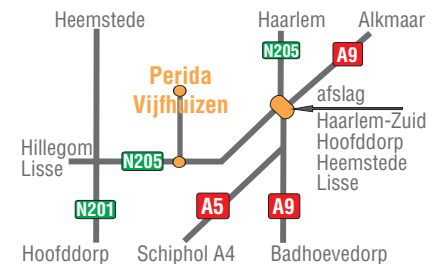 Heemstede
Haarlem
Alkmaar
N205
A9
Perida
Vijfhuizen
afslag
Haarlem-Zuid
Hoofddorp
Heemstede
Lisse
Hillegom
Lisse
N205
N201
A5
A9
Hoofddorp
Schiphol A4
Badhoevedorp